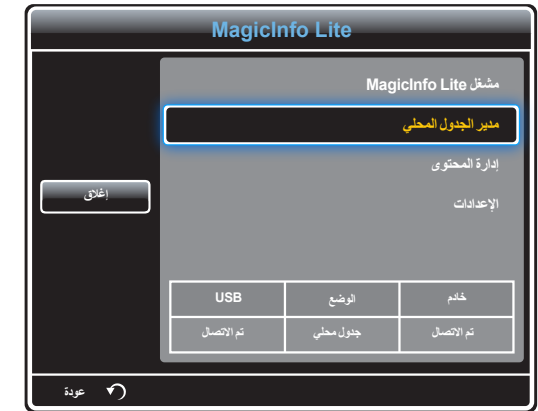 MagicInfo Lite
مشغل MagicInfo Lite
مدير الجدول المحلي
إدارة المحتوى
الإعدادات
إغلاق
خادم الوضع USB
تم الاتصال جدول محلي تم الاتصال
عودة